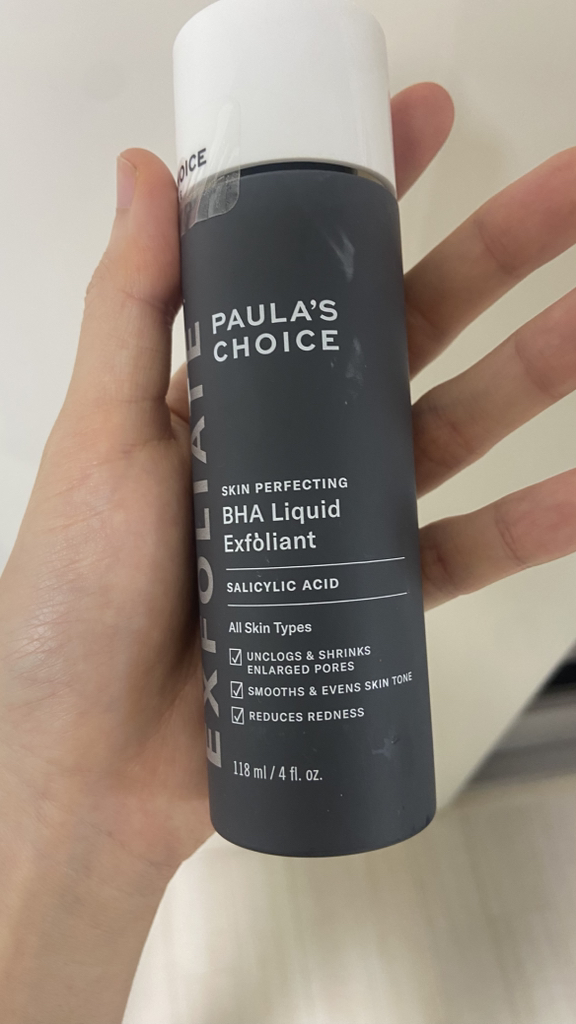 OICE
PAULA'S
CHOICE
EXFOLIATE
SKIN PERFECTING
BHA Liquid
Exfoliant
SALICYLIC ACID
All Skin Types
UNCLOGS & SHRINKS
ENLARGED PORES
SMOOTHS & EVENS SKIN TONE
REDUCES REDNESS
118 ml / 4 fl. oz.